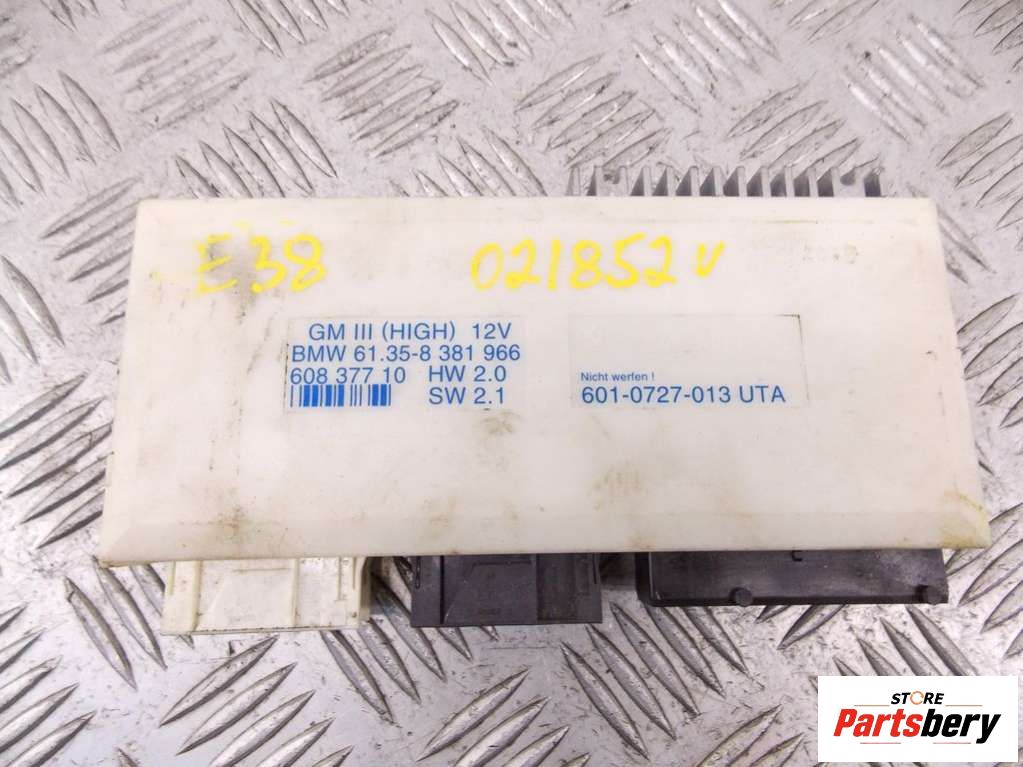 E38 021852v
GM III (HIGH) 12V
BMW 61.35-8 381 966
608 377 10 HW 2.0
SW 2.1
Nicht werfen !
601-0727-013 UTA
STORE
Partsbery